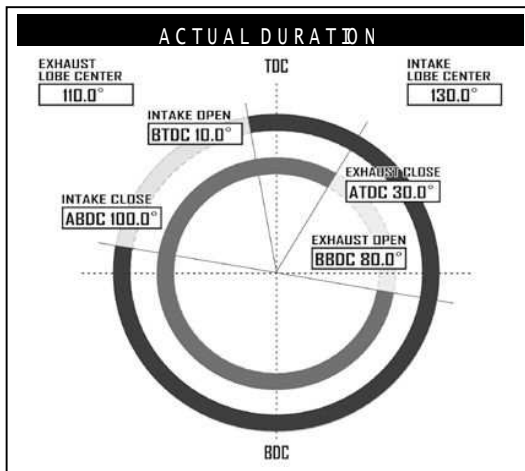 ACTUAL DURATION
EXHAUST
LOBE CENTER
110.0°
TDC
INTAKE
LOBE CENTER
130.0°
INTAKE OPEN
BTDC 10.0°
EXHAUST CLOSE
ATDC 30.0°
INTAKE CLOSE
ABDC 100.0°
EXHAUST OPEN
BBDC 80.0°
BDC